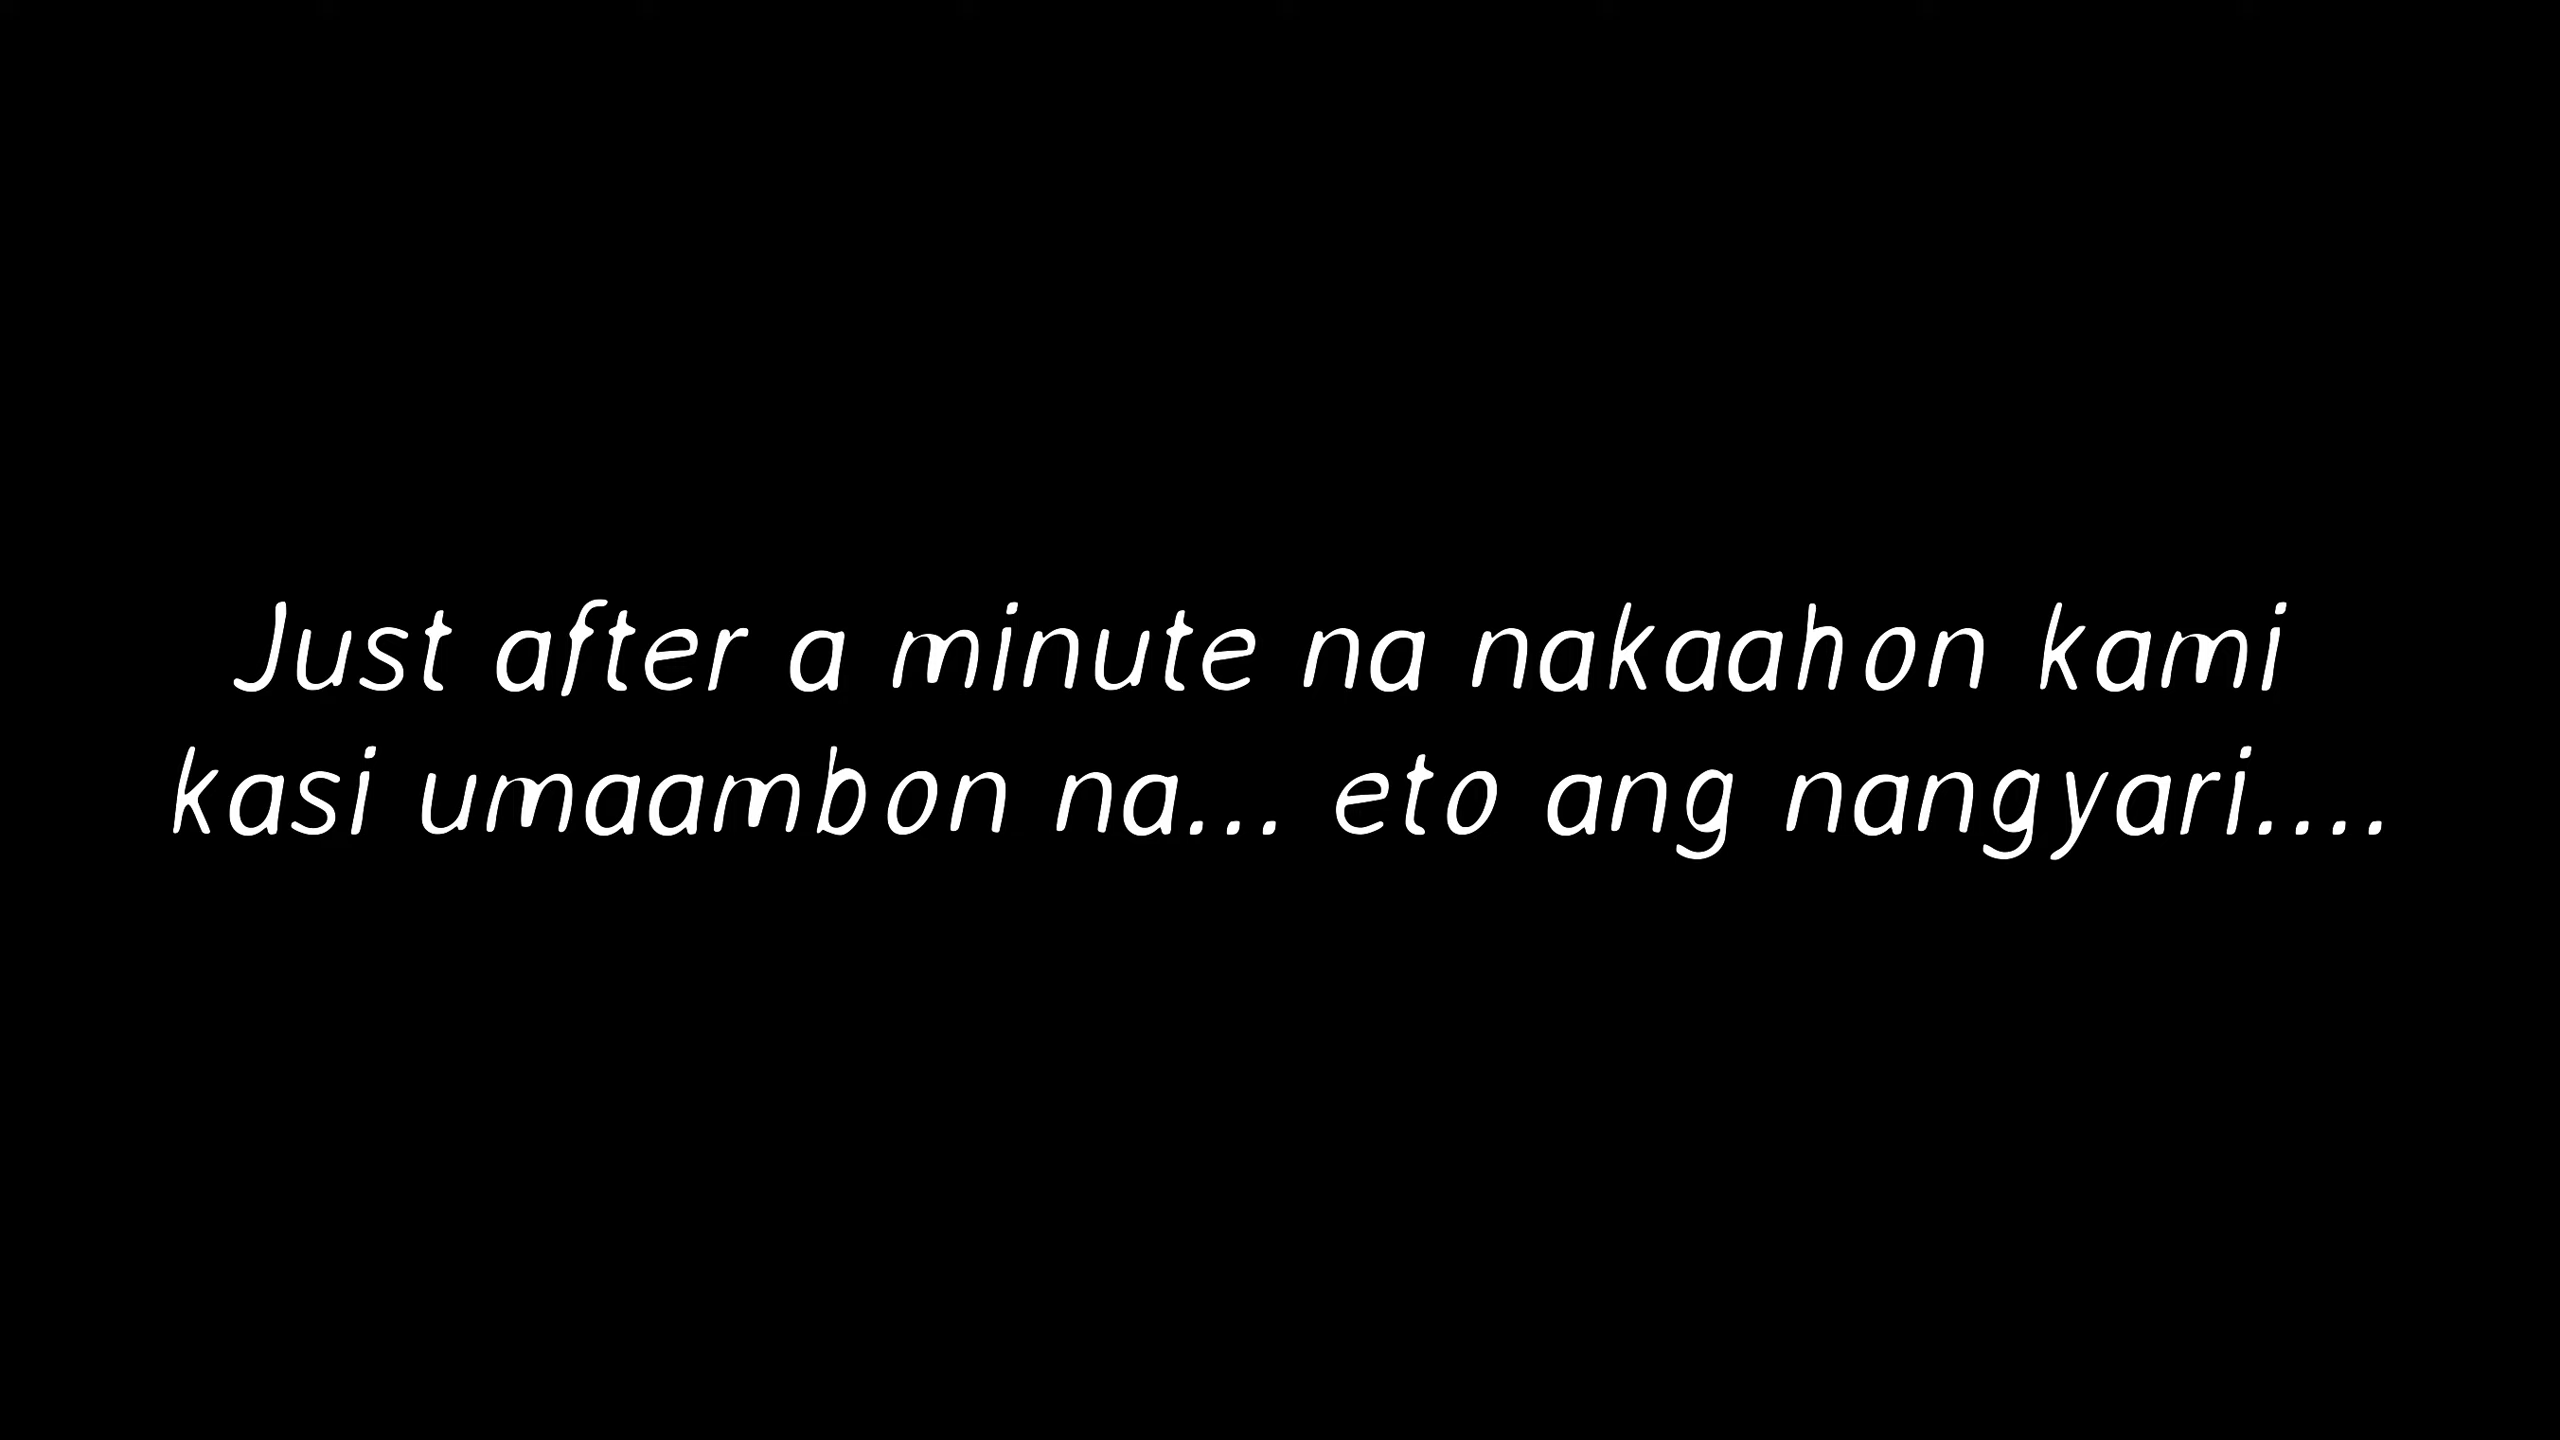 Just after a minute na nakaahon kami
kasi umaambon na... eto ang nangyari....